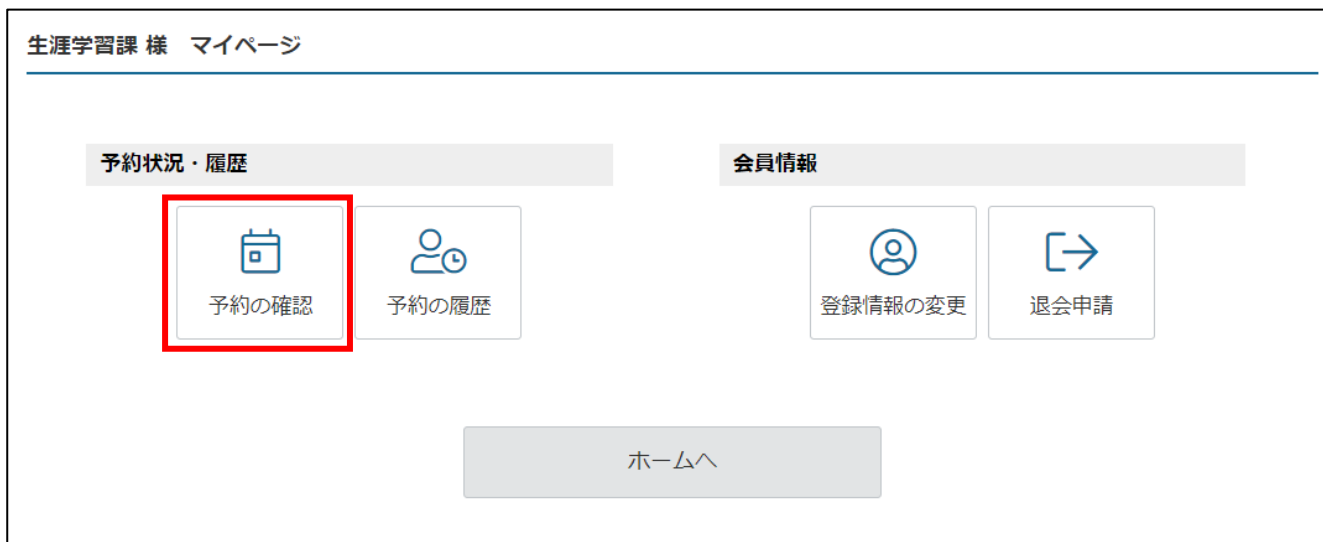 生涯学習課 様　マイページ
予約状況・履歴
予約の確認
予約の履歴
会員情報
登録情報の変更
退会申請
ホームへ